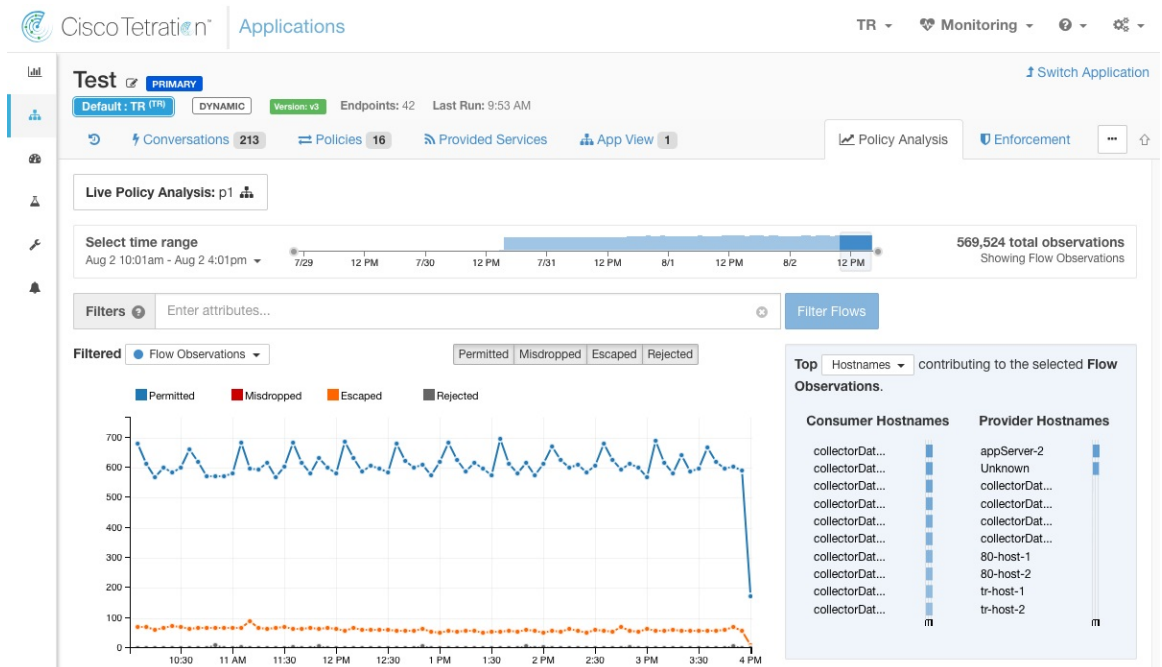 Cisco Tetration™ Applications TR Monitoring
Switch Application
Test PRIMARY
Default : TR (TR) DYNAMIC Version: v3 Endpoints: 42 Last Run: 9:53 AM
Conversations 213 Policies 16 Provided Services App View 1 Policy Analysis Enforcement ...
Live Policy Analysis: p1
Select time range
Aug 2 10:01am - Aug 2 4:01pm
7/29 12 PM 7/30 12 PM 7/31 12 PM 8/1 12 PM 8/2 12 PM
569,524 total observations
Showing Flow Observations
Filters ? Enter attributes... Filter Flows
Filtered Flow Observations Permitted Misdropped Escaped Rejected
Permitted Misdropped Escaped Rejected
700
600
500
400
300
200
100
0
10:30 11 AM 11:30 12 PM 12:30 1 PM 1:30 2 PM 2:30 3 PM 3:30 4 PM
Top Hostnames contributing to the selected Flow
Observations.
Consumer Hostnames Provider Hostnames
collectorDat... appServer-2
collectorDat... Unknown
collectorDat... collectorDat...
collectorDat... collectorDat...
collectorDat... collectorDat...
collectorDat... collectorDat...
collectorDat... 80-host-1
collectorDat... 80-host-2
collectorDat... tr-host-1
collectorDat... tr-host-2